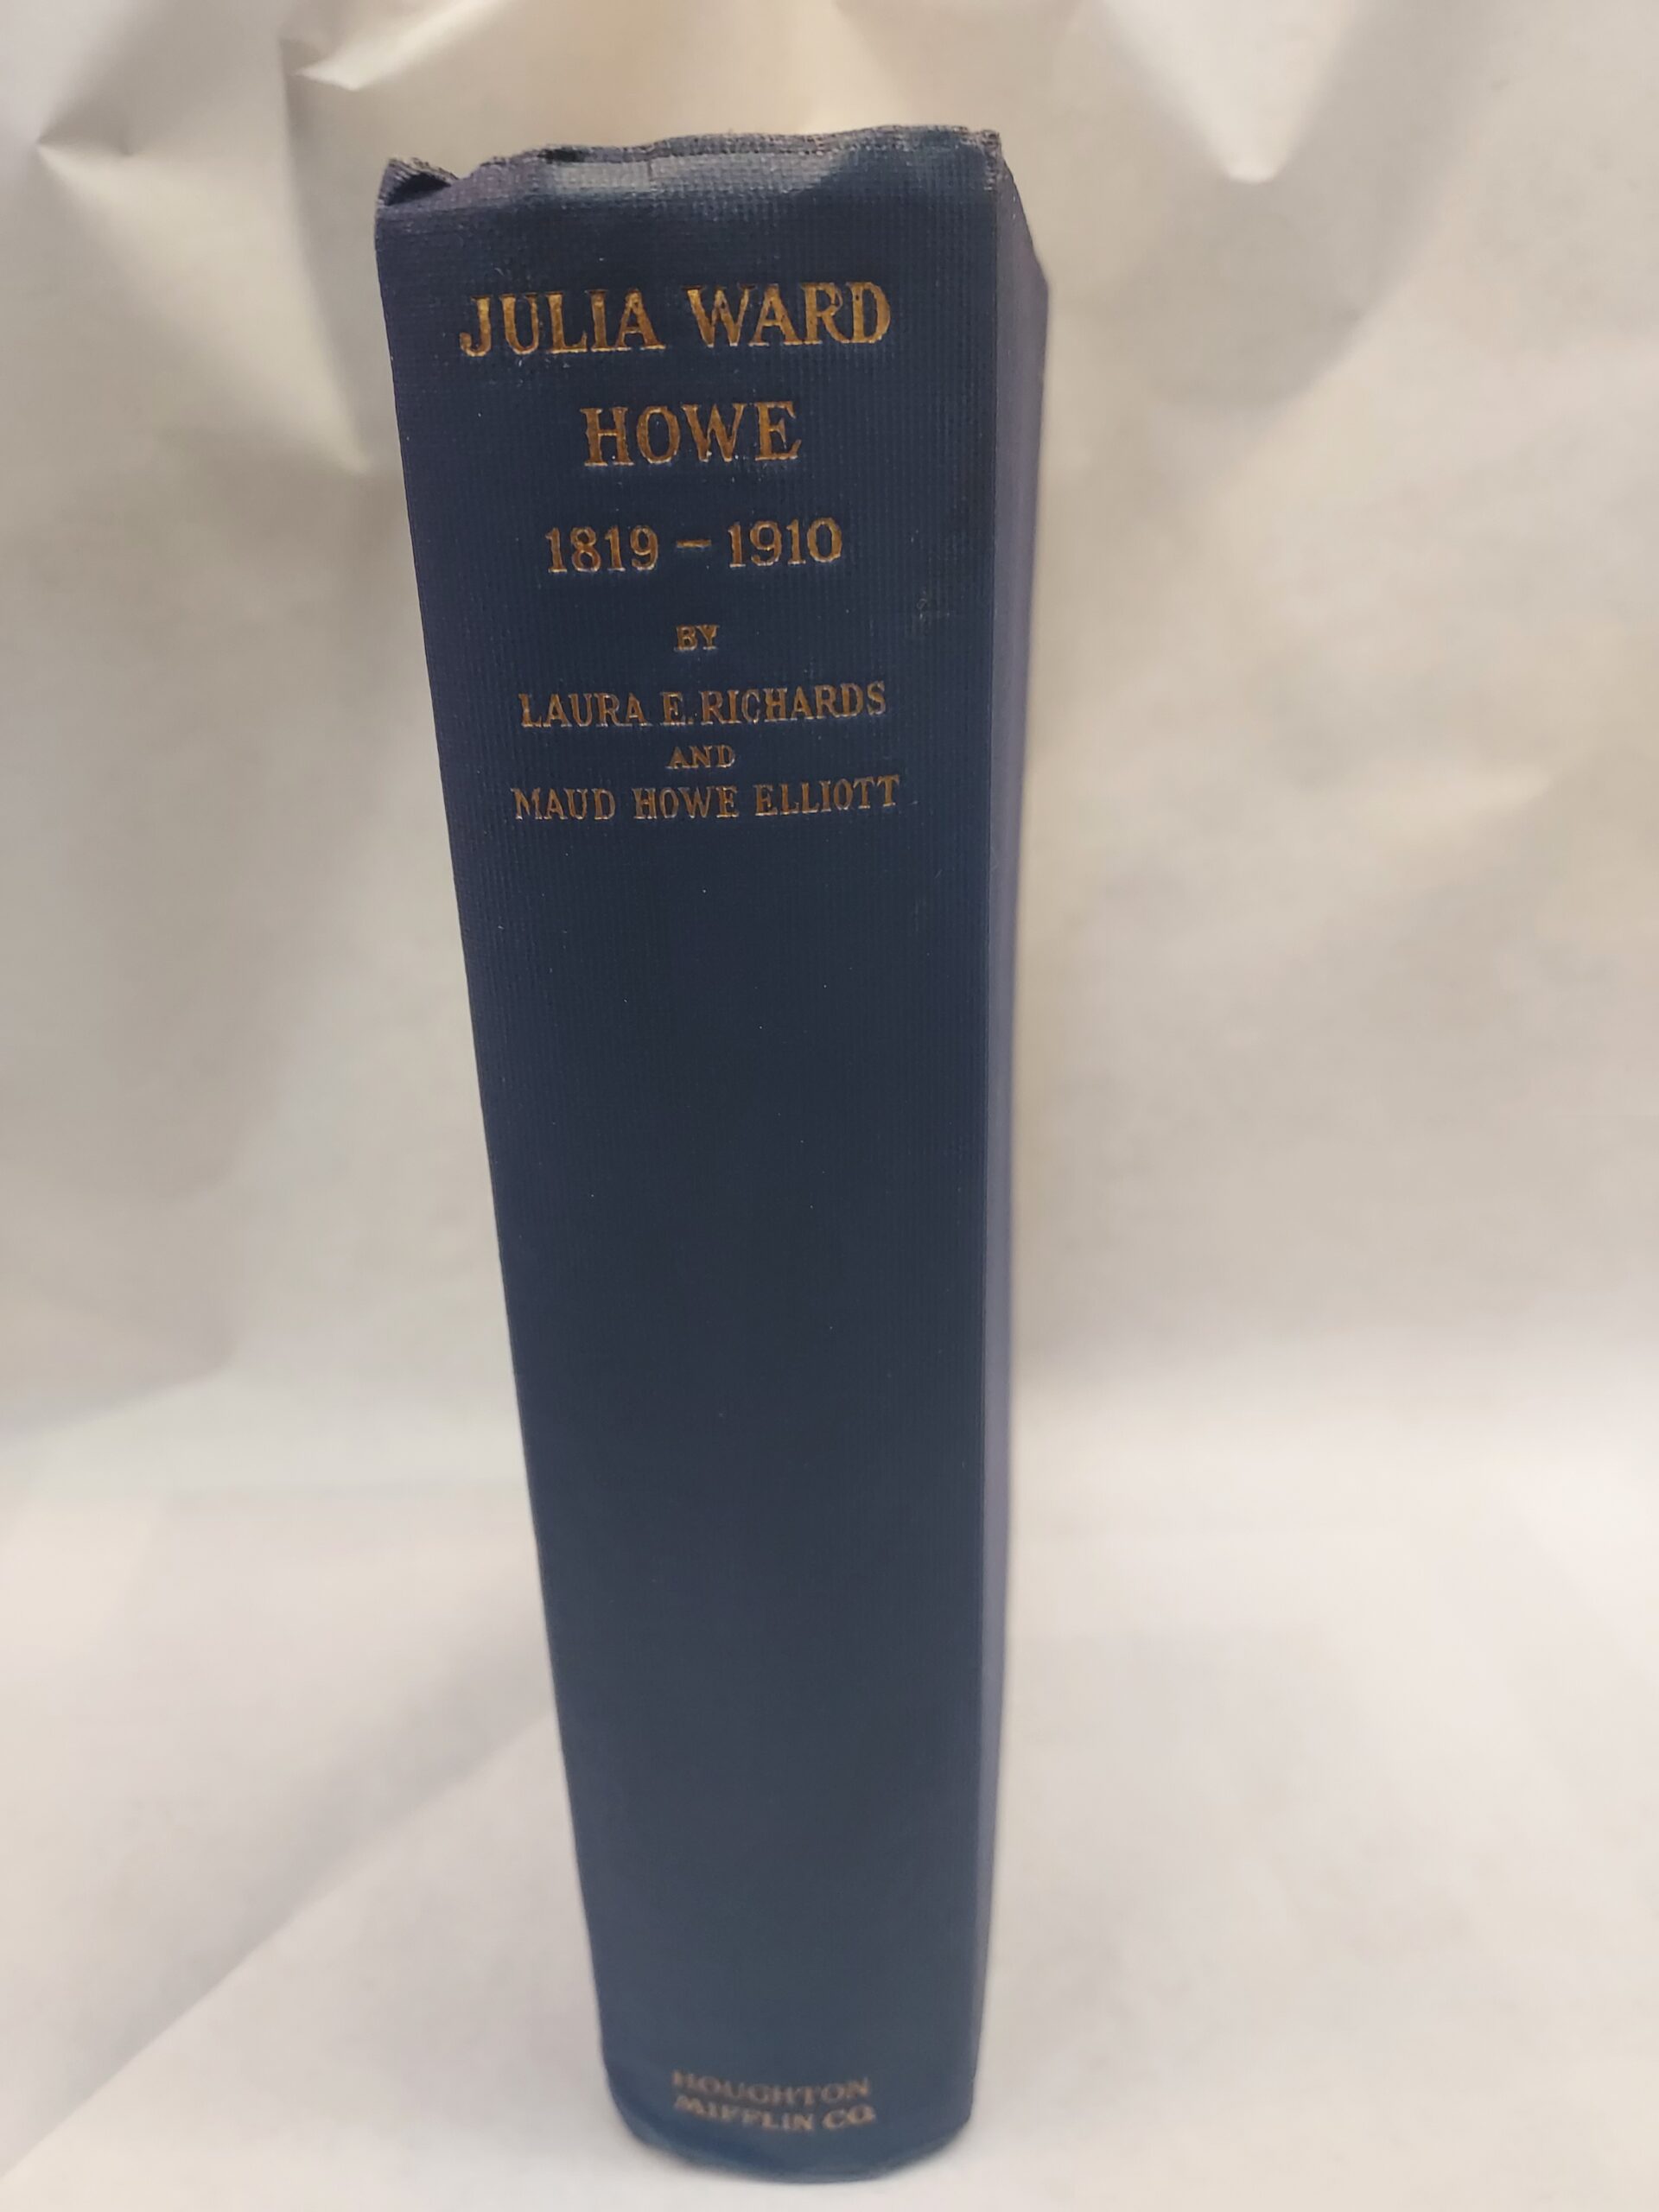 JULIA WARD
HOWE
1819 – 1910
BY
LAURA E. RICHARDS
AND
MAUD HOWE ELLIOTT
HOUGHTON
MIFFLIN CO.